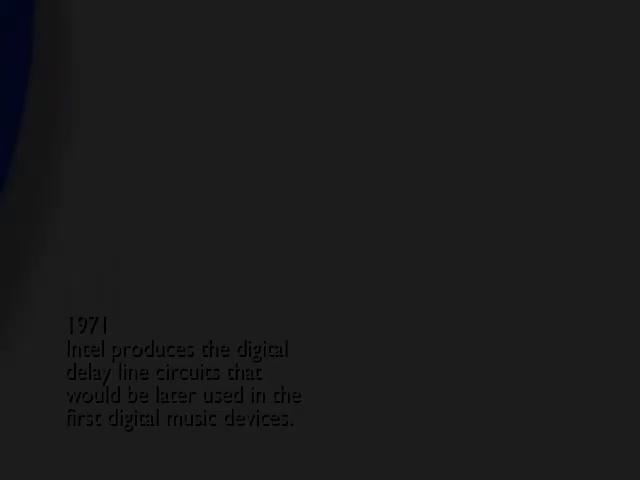 1971
Intel produces the digital
delay line circuits that
would be later used in the
first digital music devices.